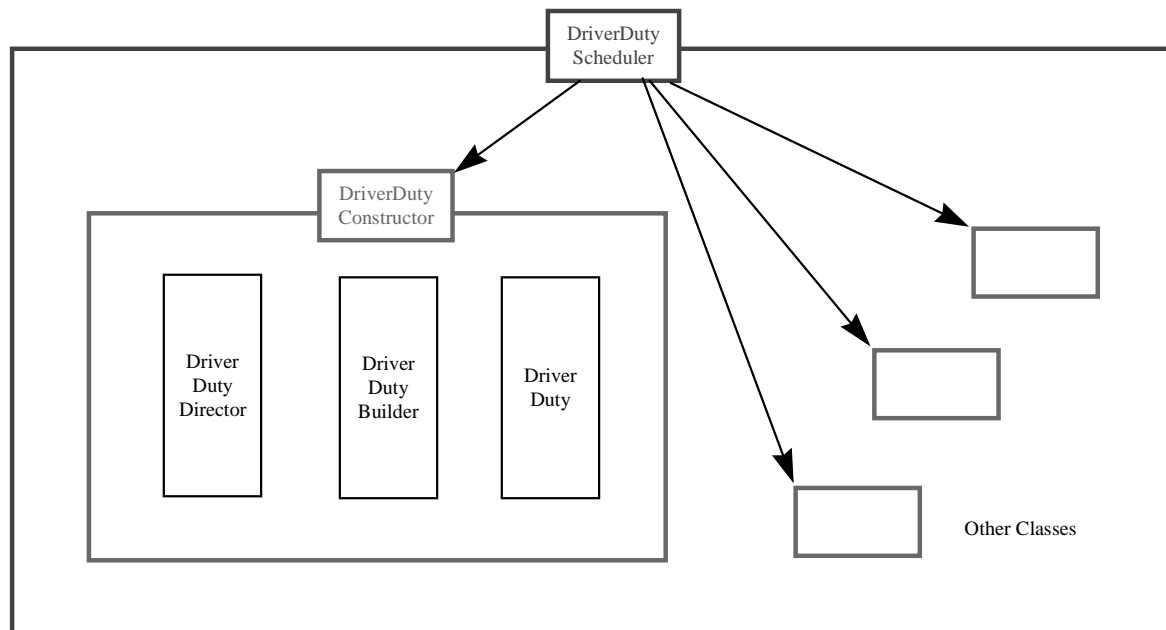 DriverDuty
Scheduler
DriverDuty
Constructor
Driver
Duty
Director
Driver
Duty
Builder
Driver
Duty
Other Classes